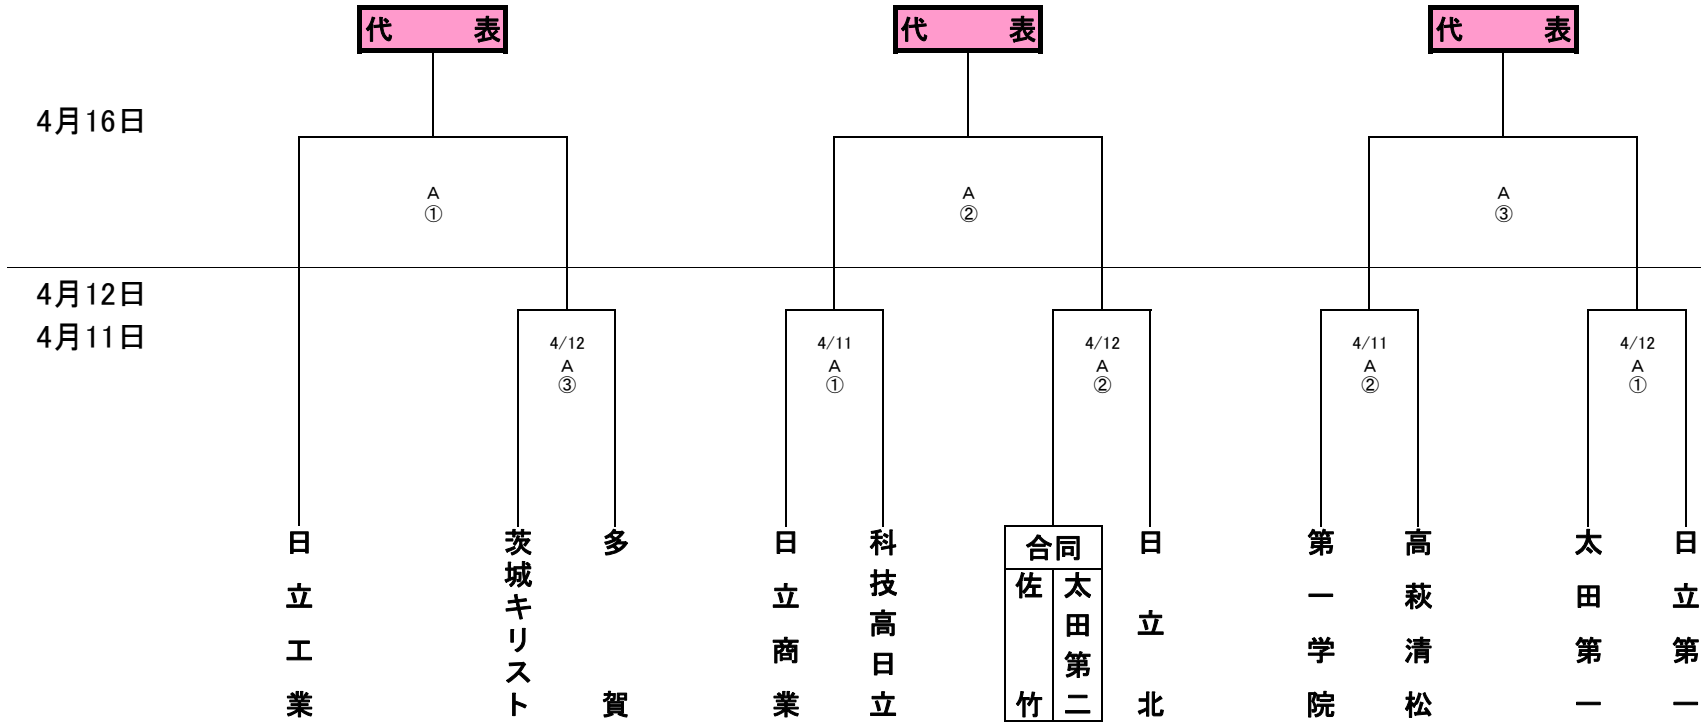 代 表
代 表
代 表
4月16日
A
①
A
②
A
③
4月12日
4月11日
4/12
A
③
4/11
A
①
4/12
A
②
4/11
A
②
4/12
A
①
日立工業
茨城キリスト
多賀
日立商業
科技高日立
合同
佐竹
太田第二
日立北
第一学院
高萩清松
太田第一
日立第一